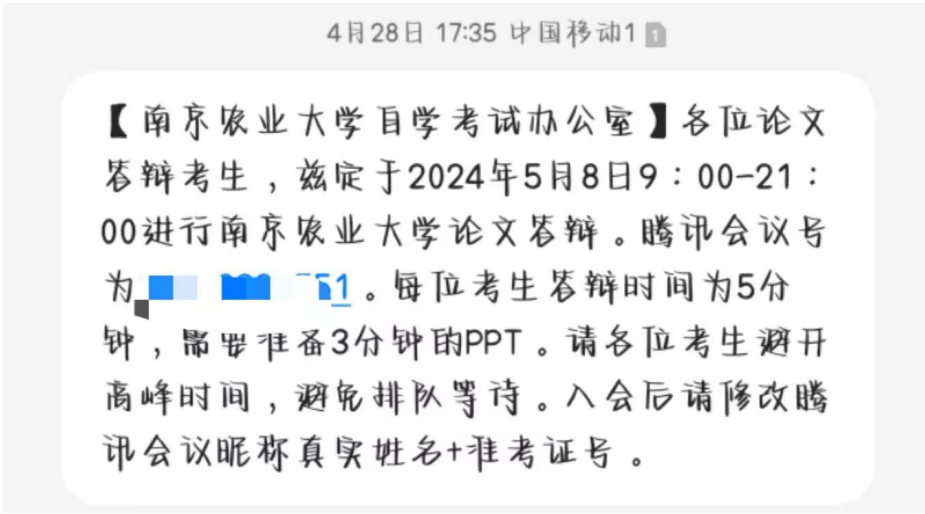 4月28日 17:35 中国移动1
【南京农业大学自学考试办公室】各位论文
答辩考生，兹定于2024年5月8日9：00-21：
00进行南京农业大学论文答辩。腾讯会议号
为 51。每位考生答辩时间为5分
钟，需要准备3分钟的PPT。请各位考生避开
高峰时间，避免排队等待。入会后请修改腾
讯会议昵称真实姓名+准考证号。